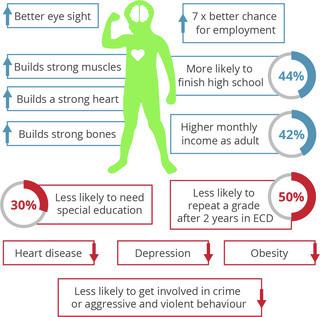 Better eye sight
7 x better chance
for employment
Builds strong muscles
More likely to
finish high school
44%
Builds a strong heart
Higher monthly
income as adult
42%
Builds strong bones
30%
Less likely to need
special education
Less likely to
repeat a grade
after 2 years in ECD
50%
Heart disease
Depression
Obesity
Less likely to get involved in crime
or aggressive and violent behaviour